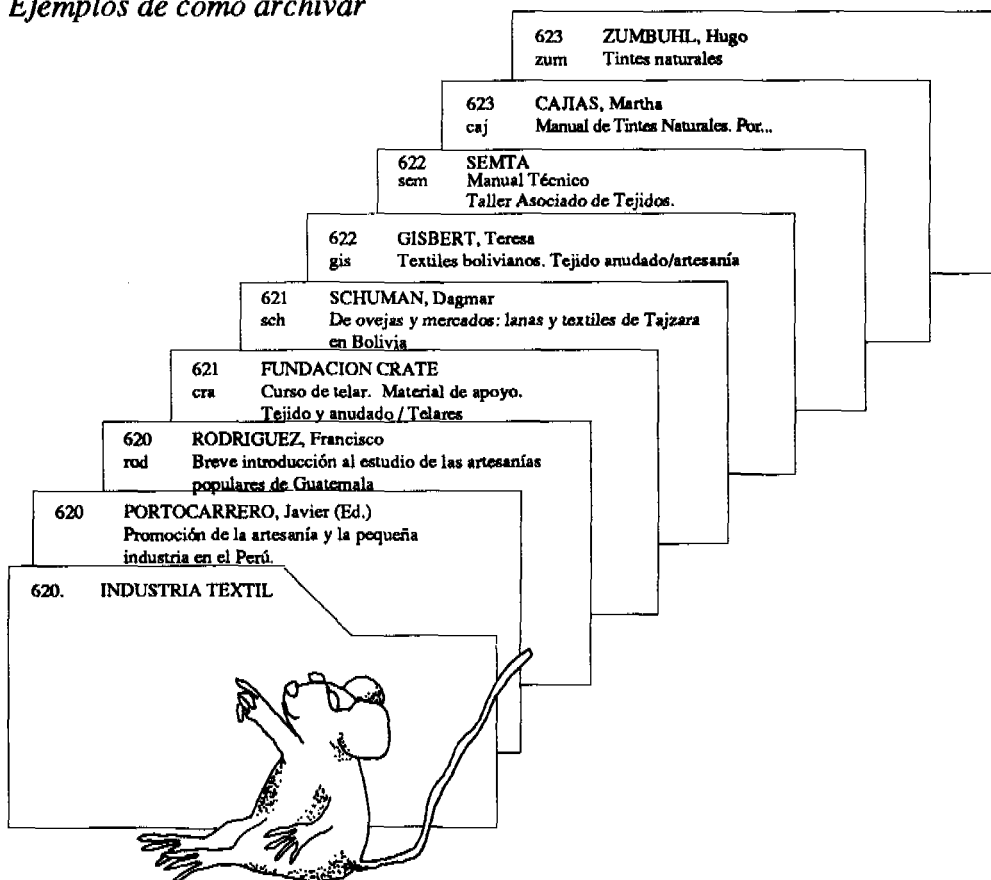 Ejemplos de como archivar
623 ZUMBUHL, Hugo
zum Tintes naturales
623 CAJIAS, Martha
caj Manual de Tintes Naturales. Por...
622 SEMTA
sem Manual Técnico
Taller Asociado de Tejidos.
622 GISBERT, Teresa
gis Textiles bolivianos. Tejido anudado/artesanía
621 SCHUMAN, Dagmar
sch De ovejas y mercados: lanas y textiles de Tajzara
en Bolivia
621 FUNDACION CRATE
cra Curso de telar. Material de apoyo.
Tejido y anudado / Telares
620 RODRIGUEZ, Francisco
rod Breve introducción al estudio de las artesanías
populares de Guatemala
620 PORTOCARRERO, Javier (Ed.)
Promoción de la artesanía y la pequeña
industria en el Perú.
620. INDUSTRIA TEXTIL